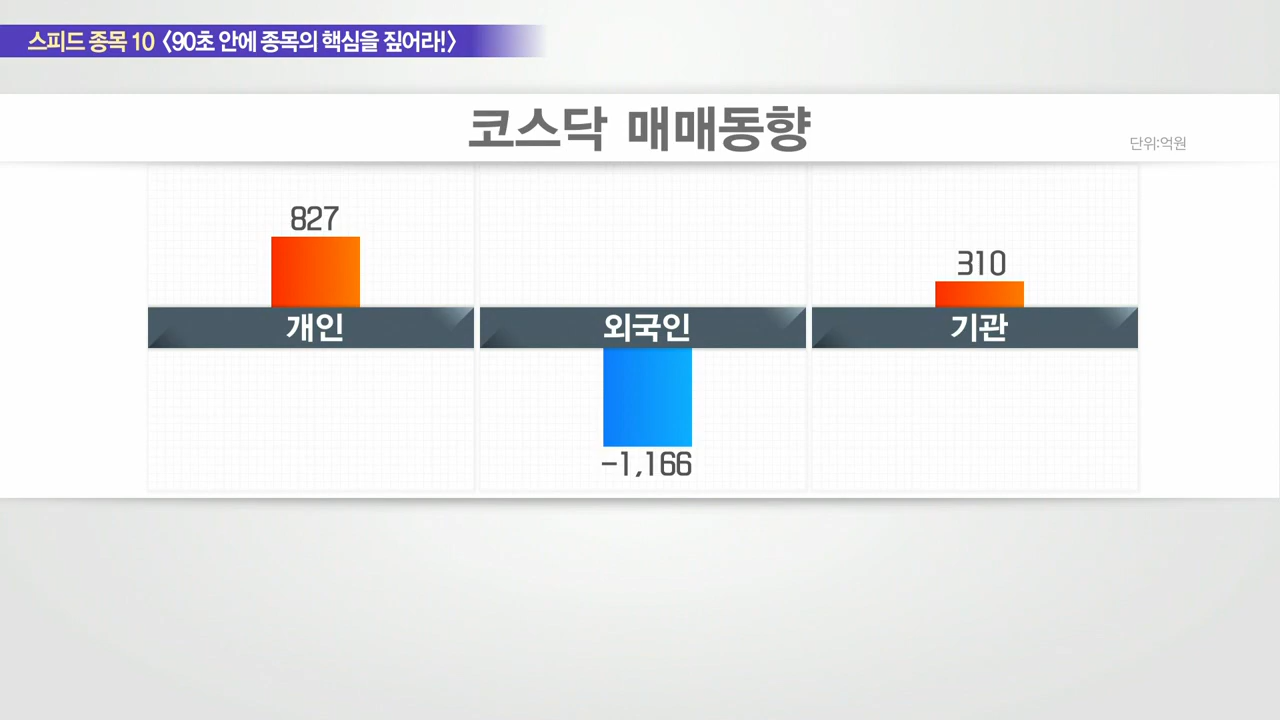 스피드 종목 10 〈90초 안에 종목의 핵심을 짚어라!〉
코스닥 매매동향
단위:억원
827
310
개인
외국인
기관
-1,166